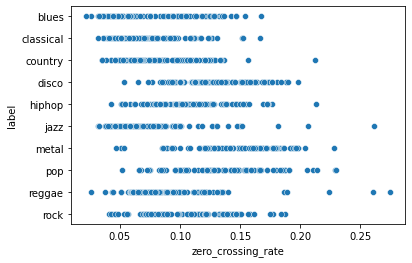 blues
classical
country
disco
hiphop
jazz
metal
pop
reggae
rock
label
0.05 0.10 0.15 0.20 0.25
zero_crossing_rate